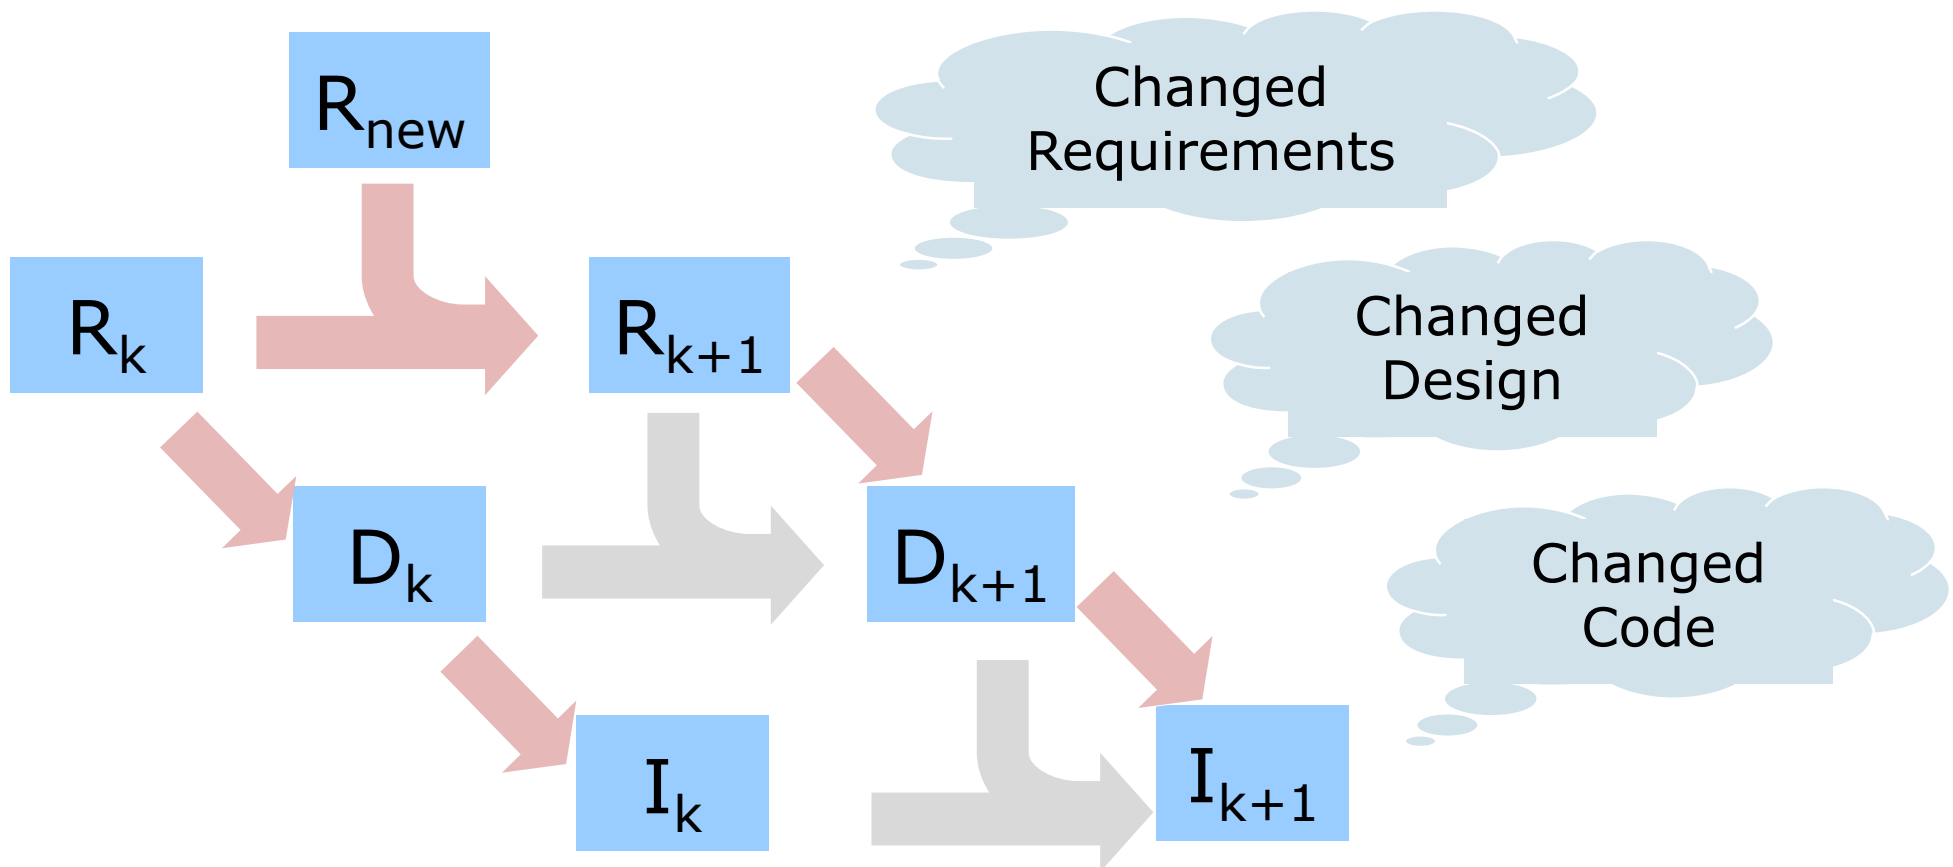 Rnew
Changed
Requirements
Rk
Rk+1
Changed
Design
Dk
Dk+1
Changed
Code
Ik
Ik+1